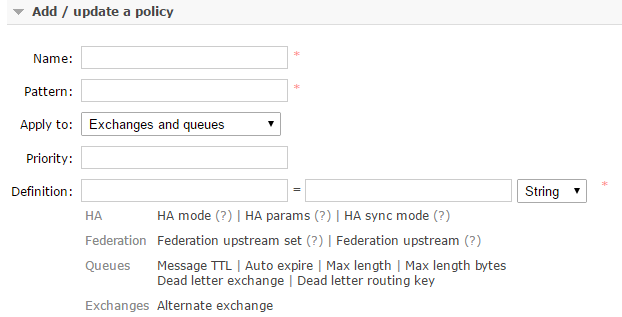 Add / update a policy
Name: *
Pattern: *
Apply to: Exchanges and queues
Priority:
Definition: = String *
HA HA mode (?) | HA params (?) | HA sync mode (?)
Federation Federation upstream set (?) | Federation upstream (?)
Queues Message TTL | Auto expire | Max length | Max length bytes
Dead letter exchange | Dead letter routing key
Exchanges Alternate exchange